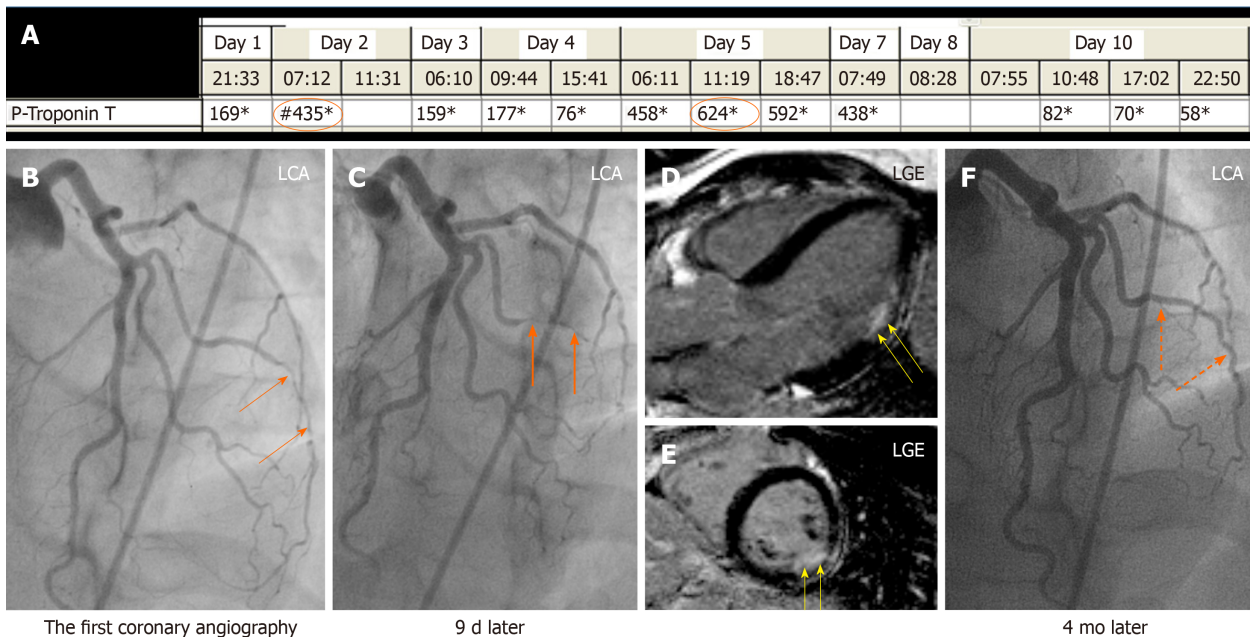 A
Day 1 Day 2 Day 3 Day 4 Day 5 Day 7 Day 8 Day 10
21:33 07:12 11:31 06:10 09:44 15:41 06:11 11:19 18:47 07:49 08:28 07:55 10:48 17:02 22:50
P-Troponin T 169* #435* 159* 177* 76* 458* 624* 592* 438* 82* 70* 58*
B LCA
C LCA
D LGE
E LGE
F LCA
The first coronary angiography
9 d later
4 mo later